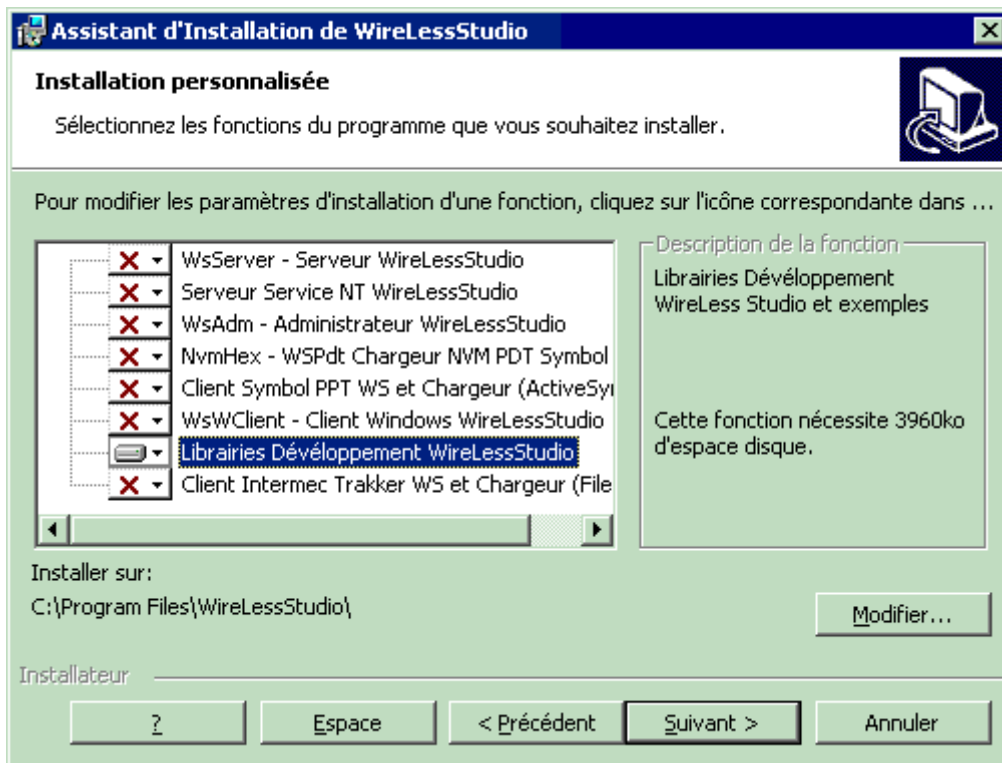 Assistant d'Installation de WireLessStudio
Installation personnalisée
Sélectionnez les fonctions du programme que vous souhaitez installer.
Pour modifier les paramètres d'installation d'une fonction, cliquez sur l'icône correspondante dans ...
WsServer - Serveur WireLessStudio
Serveur Service NT WireLessStudio
WsAdm - Administrateur WireLessStudio
NvmHex - WSPdt Chargeur NVM PDT Symbol
Client Symbol PPT WS et Chargeur (ActiveSyn
WsWClient - Client Windows WireLessStudio
Librairies Dévéloppement WireLessStudio
Client Intermec Trakker WS et Chargeur (File
Description de la fonction
Librairies Dévéloppement
WireLess Studio et exemples
Cette fonction nécessite 3960ko
d'espace disque.
Installer sur:
C:\Program Files\WireLessStudio\
Modifier...
Installateur
?
Espace
< Précédent
Suivant >
Annuler